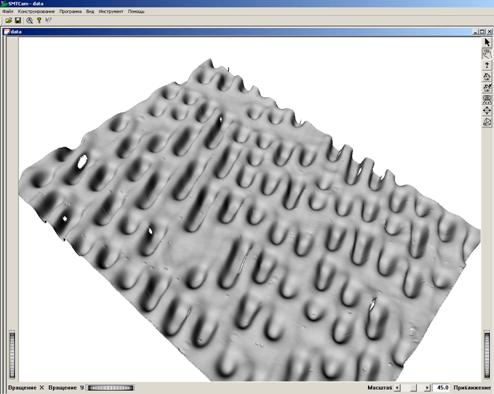 SMTCam - data
Файл Конструирование Программа Вид Инструмент Помощь
data
Вращение X Вращение Y Масштаб 45.0 Приближение